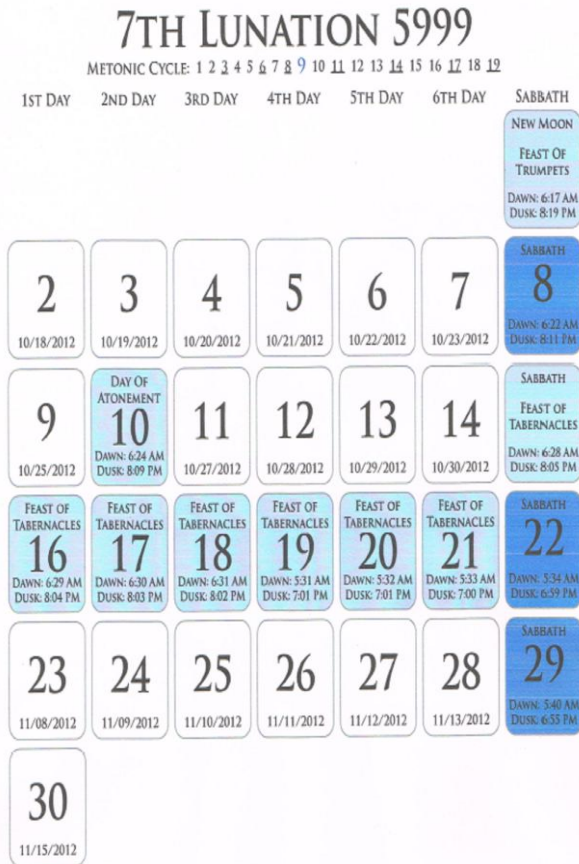 7TH LUNATION 5999
METONIC CYCLE: 1 2 3 4 5 6 7 8 9 10 11 12 13 14 15 16 17 18 19
1ST DAY 2ND DAY 3RD DAY 4TH DAY 5TH DAY 6TH DAY SABBATH
NEW MOON
FEAST OF
TRUMPETS
DAWN: 6:17 AM
DUSK: 8:19 PM
2
10/18/2012
3
10/19/2012
4
10/20/2012
5
10/21/2012
6
10/22/2012
7
10/23/2012
SABBATH
8
DAWN: 6:22 AM
DUSK: 8:11 PM
9
10/25/2012
DAY OF
ATONEMENT
10
DAWN: 6:24 AM
DUSK: 8:09 PM
11
10/27/2012
12
10/28/2012
13
10/29/2012
14
10/30/2012
SABBATH
FEAST OF
TABERNACLES
DAWN: 6:28 AM
DUSK: 8:05 PM
FEAST OF
TABERNACLES
16
DAWN: 6:29 AM
DUSK: 8:04 PM
FEAST OF
TABERNACLES
17
DAWN: 6:30 AM
DUSK: 8:03 PM
FEAST OF
TABERNACLES
18
DAWN: 6:31 AM
DUSK: 8:02 PM
FEAST OF
TABERNACLES
19
DAWN: 5:31 AM
DUSK: 7:01 PM
FEAST OF
TABERNACLES
20
DAWN: 5:32 AM
DUSK: 7:01 PM
FEAST OF
TABERNACLES
21
DAWN: 5:33 AM
DUSK: 7:00 PM
SABBATH
22
DAWN: 5:34 AM
DUSK: 6:59 PM
23
11/08/2012
24
11/09/2012
25
11/10/2012
26
11/11/2012
27
11/12/2012
28
11/13/2012
SABBATH
29
DAWN: 5:40 AM
DUSK: 6:55 PM
30
11/15/2012